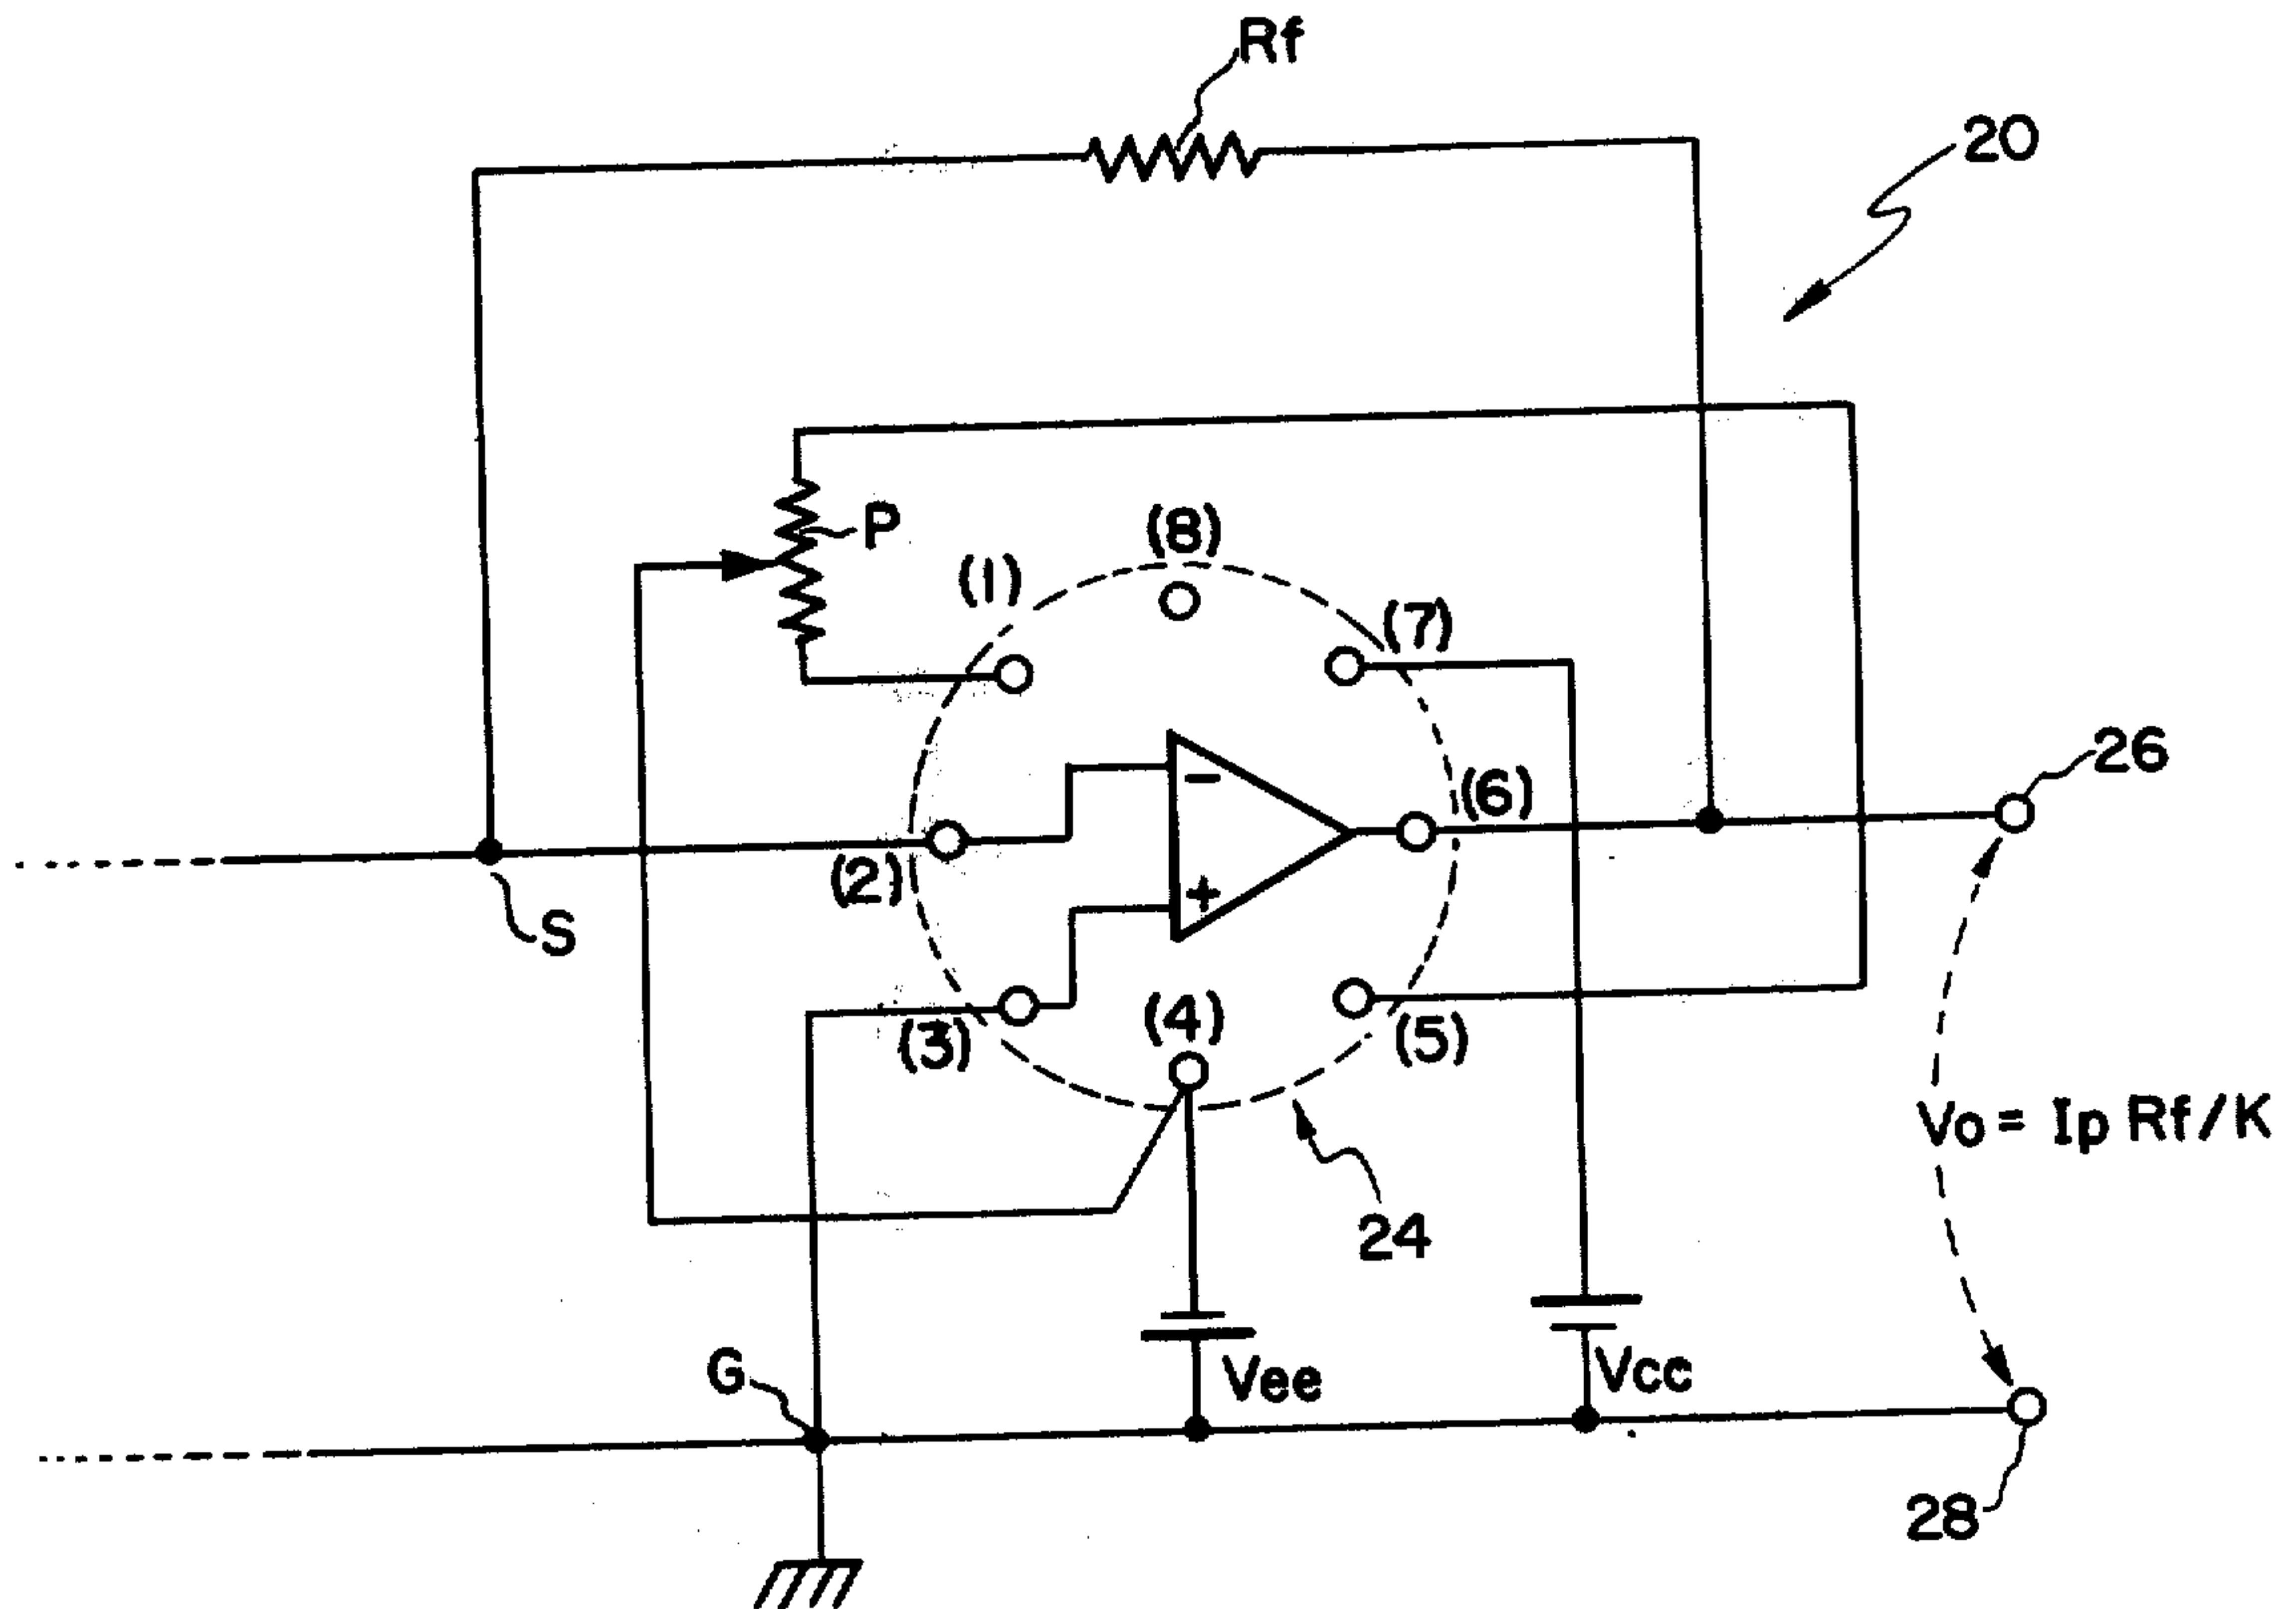 Rf
20
P
(8)
(1)
(7)
26
(6)
−
(2)
+
S
(4)
(3)
(5)
Vo = Ip Rf/K
24
G
Vee
Vcc
28